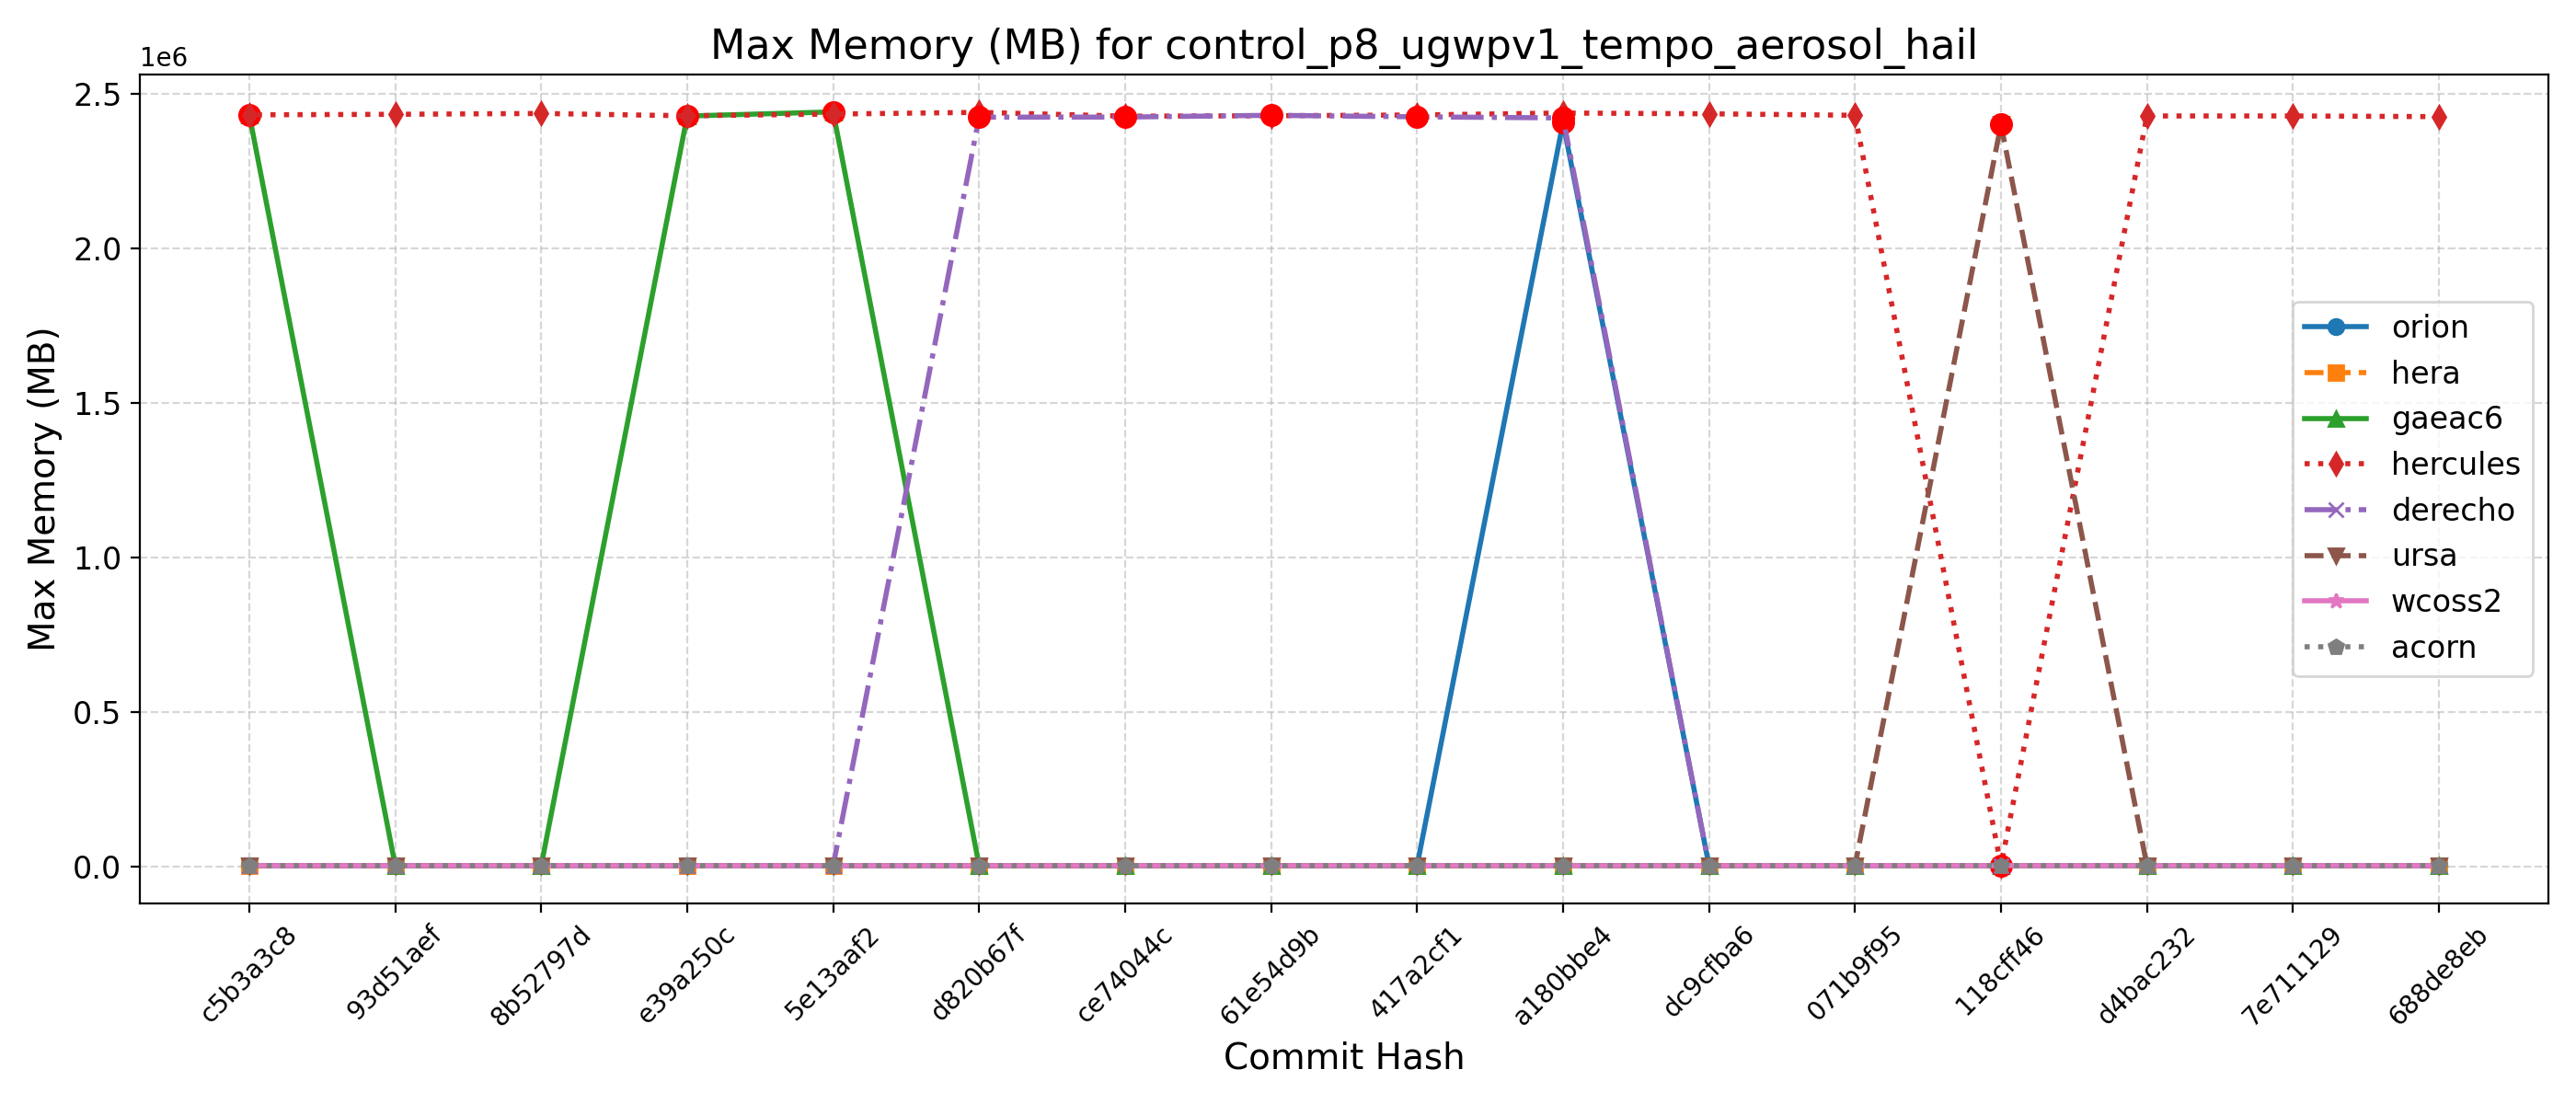 Max Memory (MB) for control_p8_ugwpv1_tempo_aerosol_hail
1e6
2.5
2.0
1.5
1.0
0.5
0.0
Max Memory (MB)
orion
hera
gaeac6
hercules
derecho
ursa
wcoss2
acorn
c5b3a3c8
93d51aef
8b52797d
e39a250c
5e13aaf2
d820b67f
ce74044c
61e54d9b
417a2cf1
a180bbe4
dc9cfba6
071b9f95
118cff46
d4bac232
7e711129
688de8eb
Commit Hash